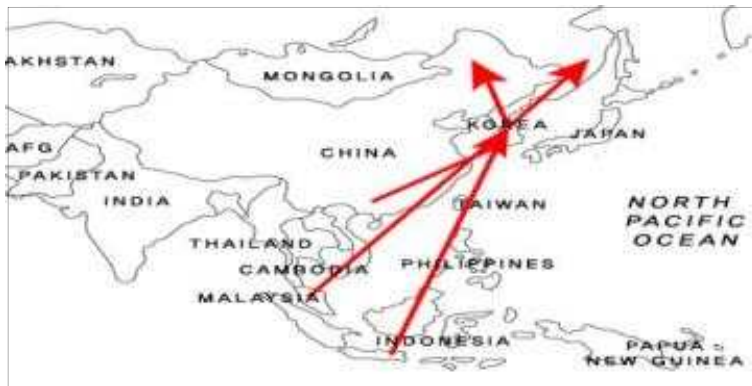 AKHSTAN
MONGOLIA
KOREA
JAPAN
AFG
CHINA
PAKISTAN
INDIA
TAIWAN
NORTH
PACIFIC
OCEAN
THAILAND
CAMBODIA
PHILIPPINES
MALAYSIA
INDONESIA
PAPUA -
NEW GUINEA